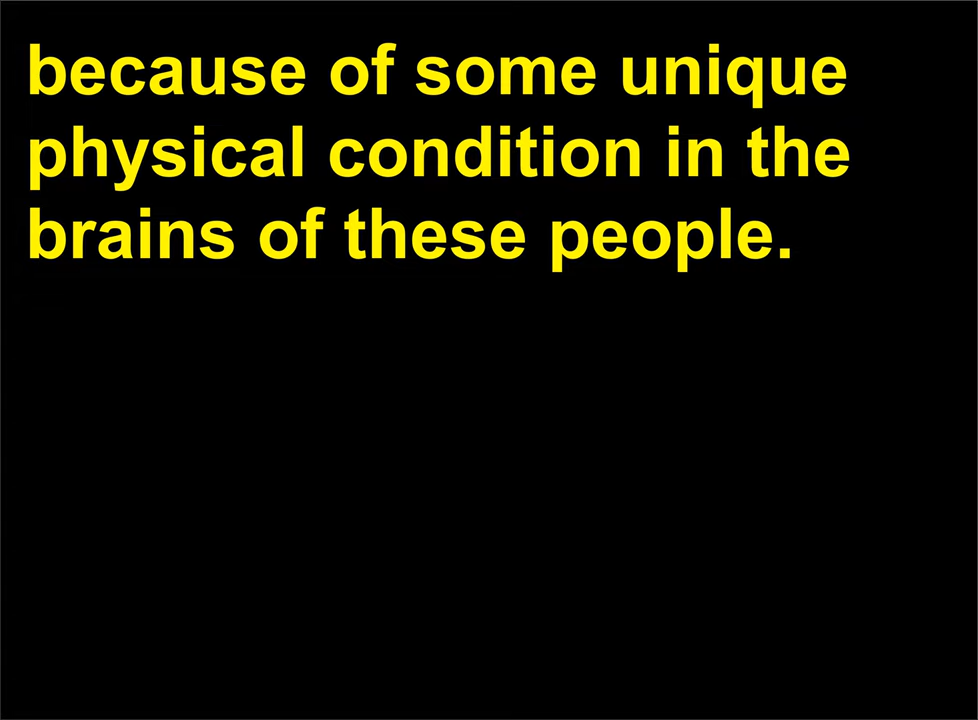 because of some unique
physical condition in the
brains of these people.